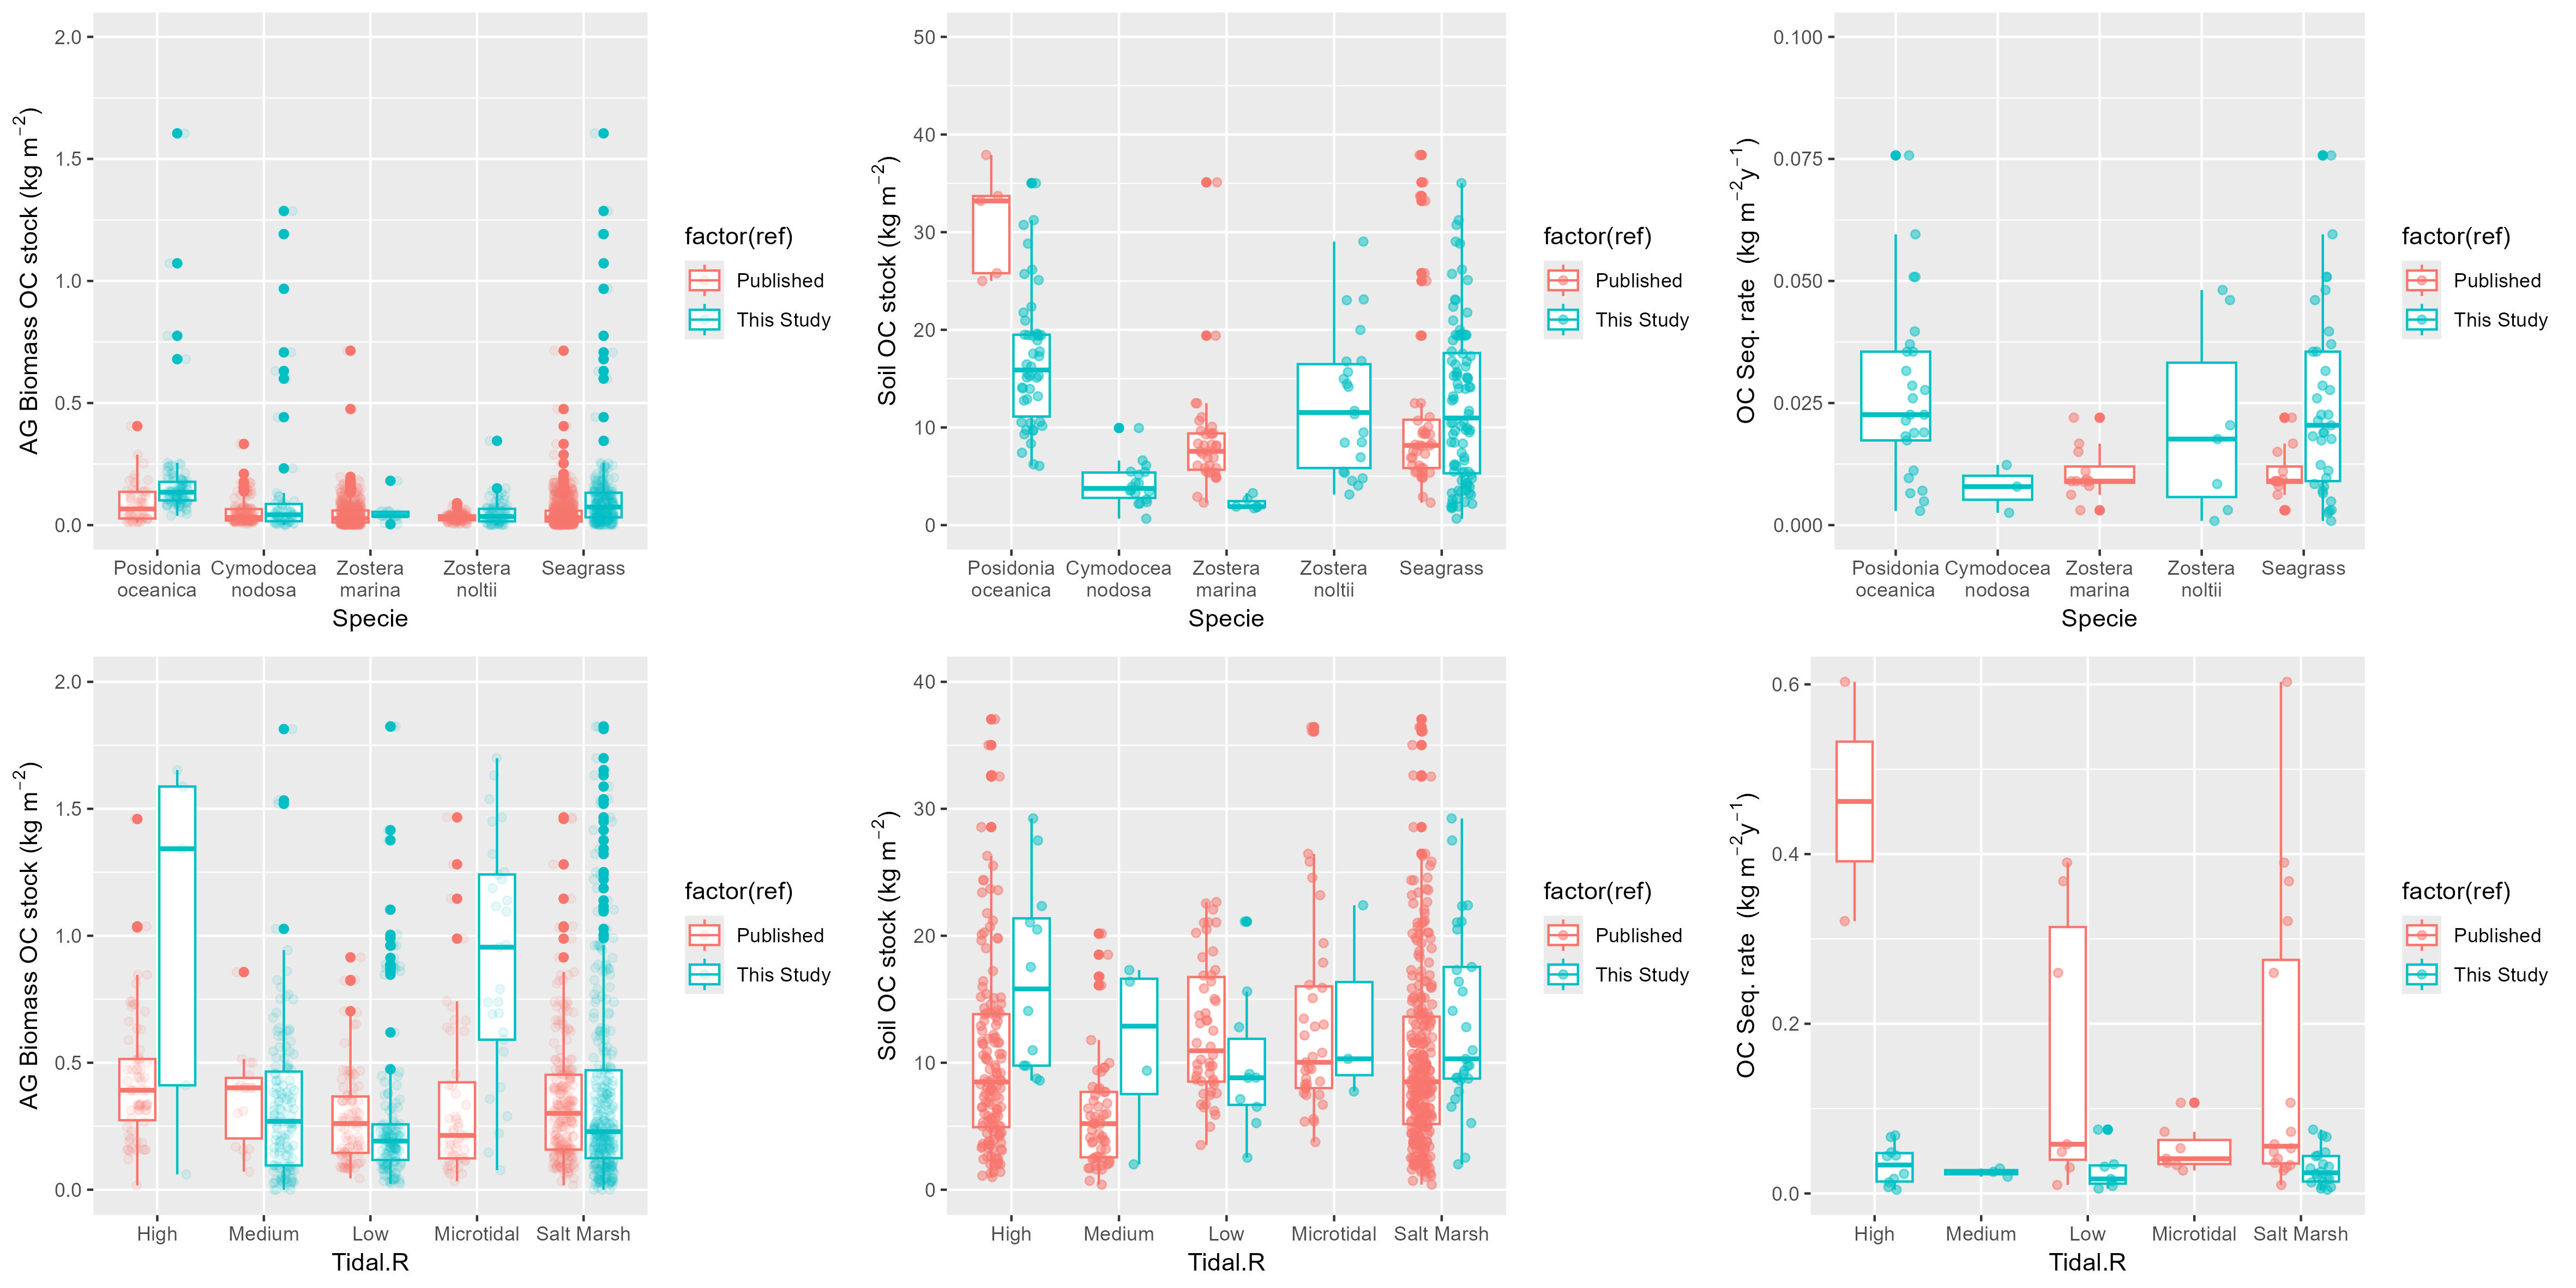 AG Biomass OC stock (kg m⁻²)
2.0
1.5
1.0
0.5
0.0
Posidonia oceanica
Cymodocea nodosa
Zostera marina
Zostera noltii
Seagrass
Specie
factor(ref)
Published
This Study
Soil OC stock (kg m⁻²)
50
40
30
20
10
0
Posidonia oceanica
Cymodocea nodosa
Zostera marina
Zostera noltii
Seagrass
Specie
factor(ref)
Published
This Study
OC Seq. rate (kg m⁻²y⁻¹)
0.100
0.075
0.050
0.025
0.000
Posidonia oceanica
Cymodocea nodosa
Zostera marina
Zostera noltii
Seagrass
Specie
factor(ref)
Published
This Study
AG Biomass OC stock (kg m⁻²)
2.0
1.5
1.0
0.5
0.0
High
Medium
Low
Microtidal
Salt Marsh
Tidal.R
factor(ref)
Published
This Study
Soil OC stock (kg m⁻²)
40
30
20
10
0
High
Medium
Low
Microtidal
Salt Marsh
Tidal.R
factor(ref)
Published
This Study
OC Seq. rate (kg m⁻²y⁻¹)
0.6
0.4
0.2
0.0
High
Medium
Low
Microtidal
Salt Marsh
Tidal.R
factor(ref)
Published
This Study